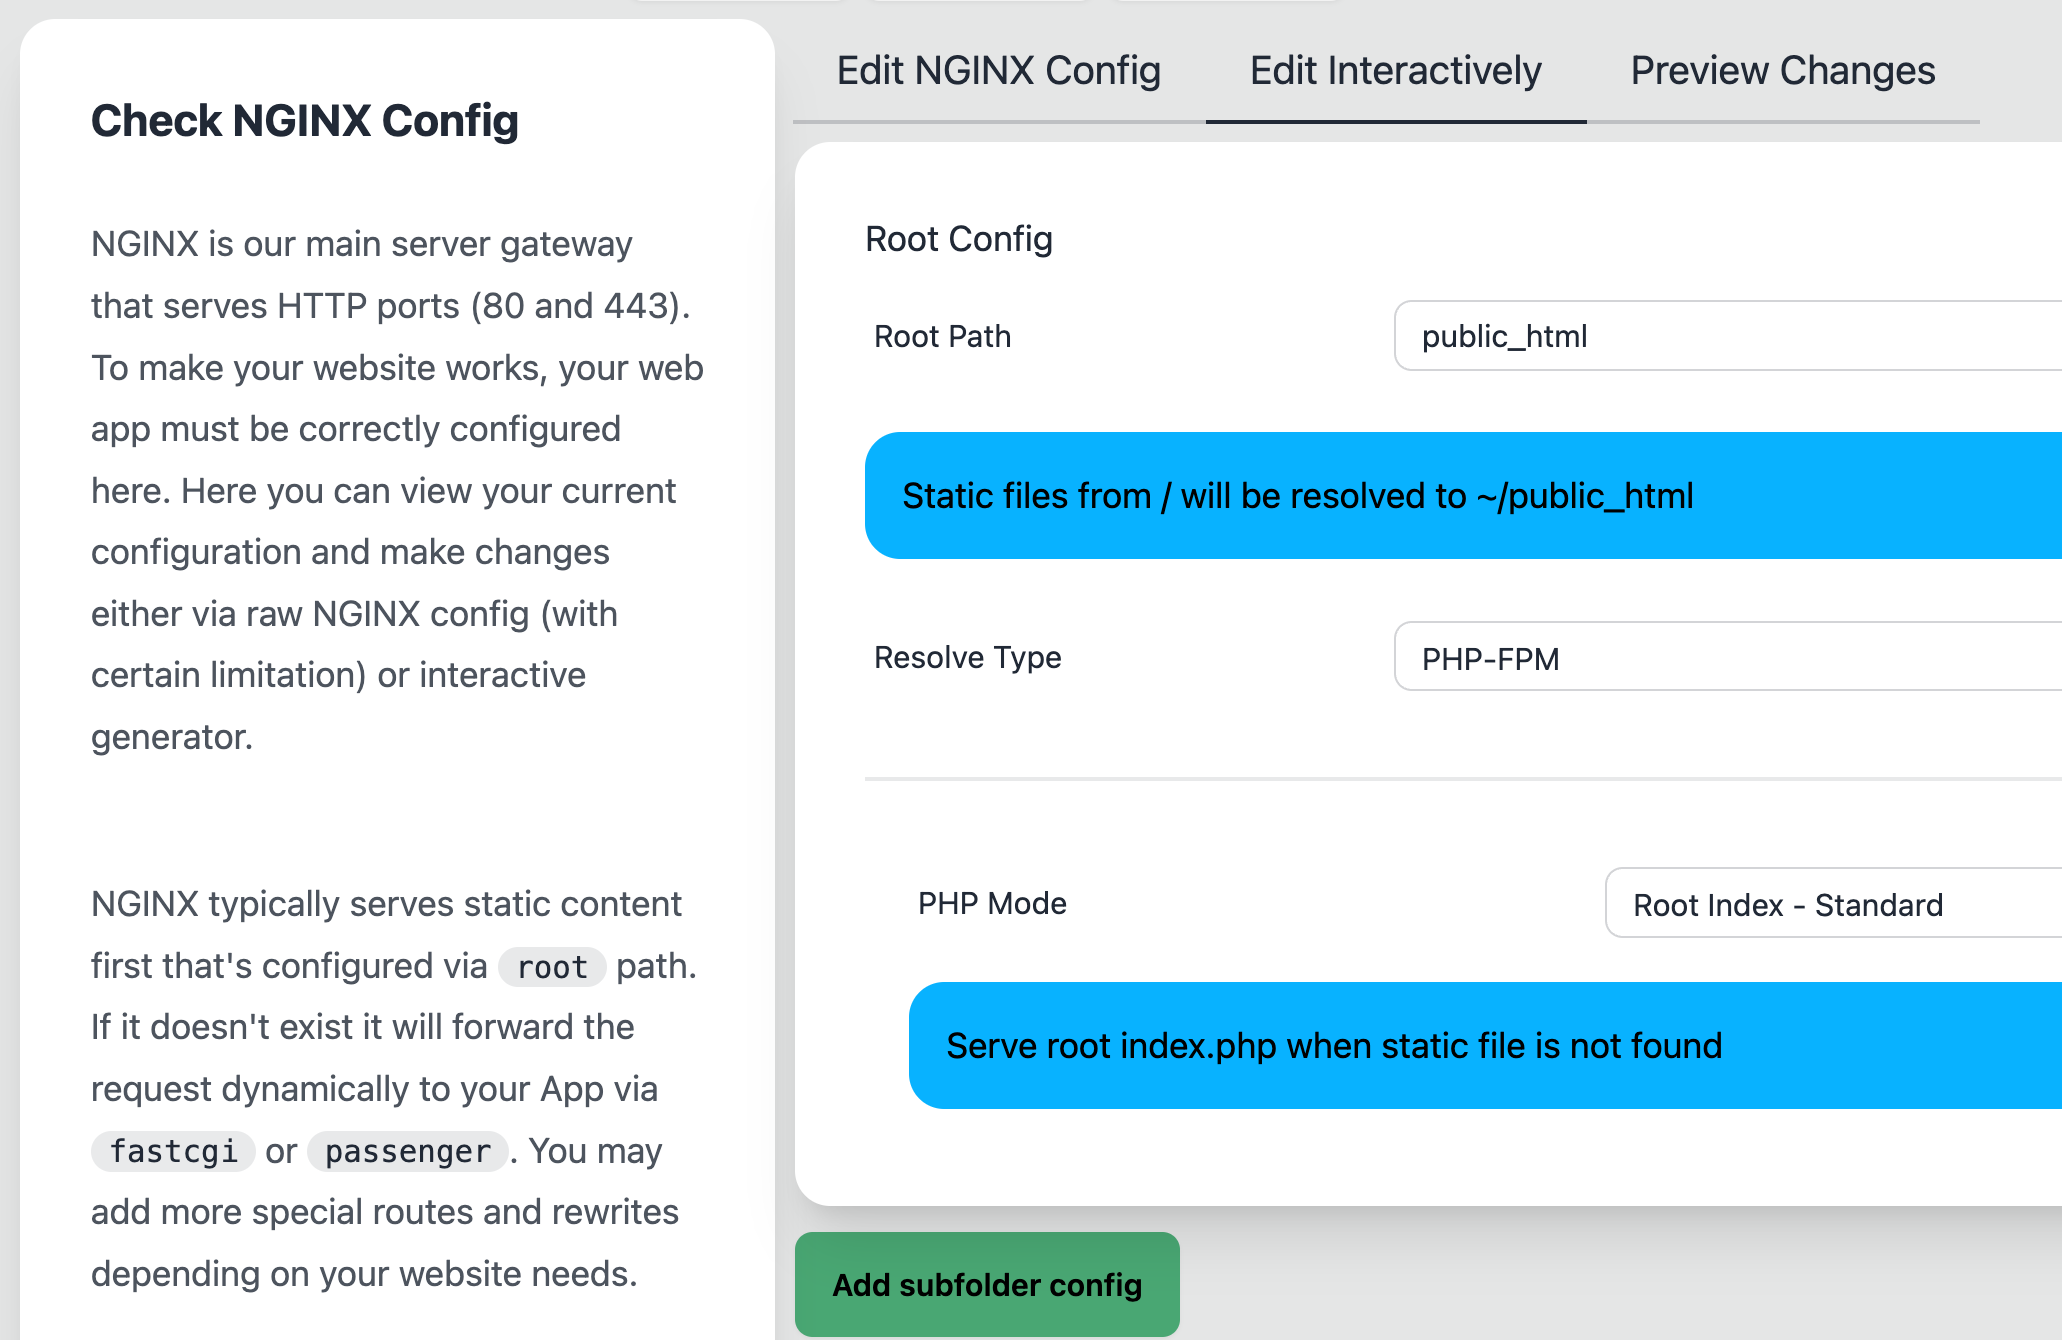 Check NGINX Config
NGINX is our main server gateway
that serves HTTP ports (80 and 443).
To make your website works, your web
app must be correctly configured
here. Here you can view your current
configuration and make changes
either via raw NGINX config (with
certain limitation) or interactive
generator.
NGINX typically serves static content
first that's configured via root path.
If it doesn't exist it will forward the
request dynamically to your App via
fastcgi or passenger. You may
add more special routes and rewrites
depending on your website needs.
Edit NGINX Config
Edit Interactively
Preview Changes
Root Config
Root Path
public_html
Static files from / will be resolved to ~/public_html
Resolve Type
PHP-FPM
PHP Mode
Root Index - Standard
Serve root index.php when static file is not found
Add subfolder config